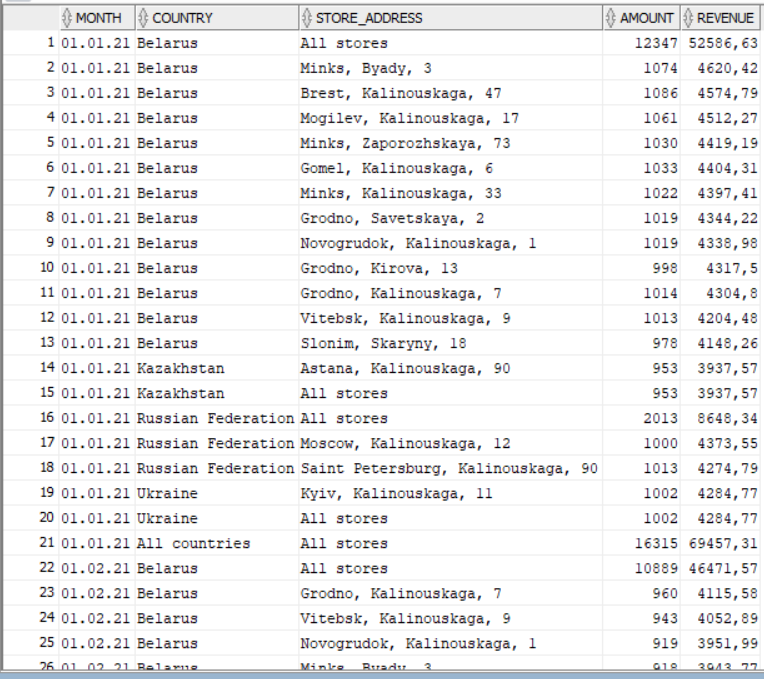 MONTH COUNTRY STORE_ADDRESS AMOUNT REVENUE
1 01.01.21 Belarus All stores 12347 52586,63
2 01.01.21 Belarus Minks, Byady, 3 1074 4620,42
3 01.01.21 Belarus Brest, Kalinouskaga, 47 1086 4574,79
4 01.01.21 Belarus Mogilev, Kalinouskaga, 17 1061 4512,27
5 01.01.21 Belarus Minks, Zaporozhskaya, 73 1030 4419,19
6 01.01.21 Belarus Gomel, Kalinouskaga, 6 1033 4404,31
7 01.01.21 Belarus Minks, Kalinouskaga, 33 1022 4397,41
8 01.01.21 Belarus Grodno, Savetskaya, 2 1019 4344,22
9 01.01.21 Belarus Novogrudok, Kalinouskaga, 1 1019 4338,98
10 01.01.21 Belarus Grodno, Kirova, 13 998 4317,5
11 01.01.21 Belarus Grodno, Kalinouskaga, 7 1014 4304,8
12 01.01.21 Belarus Vitebsk, Kalinouskaga, 9 1013 4204,48
13 01.01.21 Belarus Slonim, Skaryny, 18 978 4148,26
14 01.01.21 Kazakhstan Astana, Kalinouskaga, 90 953 3937,57
15 01.01.21 Kazakhstan All stores 953 3937,57
16 01.01.21 Russian Federation All stores 2013 8648,34
17 01.01.21 Russian Federation Moscow, Kalinouskaga, 12 1000 4373,55
18 01.01.21 Russian Federation Saint Petersburg, Kalinouskaga, 90 1013 4274,79
19 01.01.21 Ukraine Kyiv, Kalinouskaga, 11 1002 4284,77
20 01.01.21 Ukraine All stores 1002 4284,77
21 01.01.21 All countries All stores 16315 69457,31
22 01.02.21 Belarus All stores 10889 46471,57
23 01.02.21 Belarus Grodno, Kalinouskaga, 7 960 4115,58
24 01.02.21 Belarus Vitebsk, Kalinouskaga, 9 943 4052,89
25 01.02.21 Belarus Novogrudok, Kalinouskaga, 1 919 3951,99
26 01.02.21 Belarus Minks, Byady, 3 918 3943,77